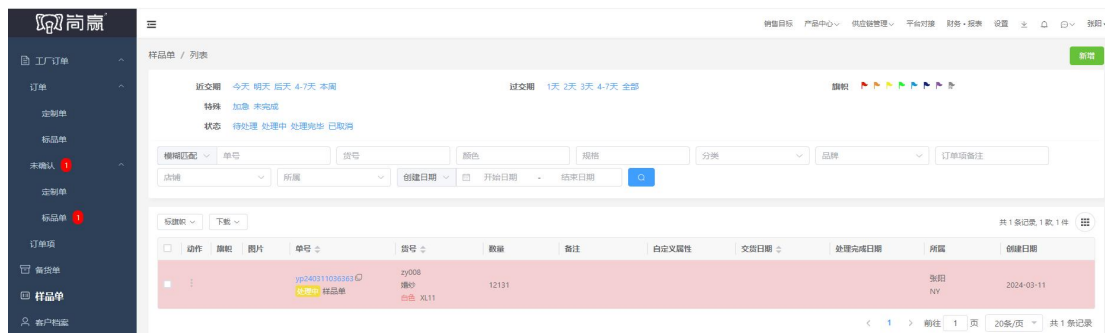 简赢
销售目标 产品中心 供应链管理 平台对接 财务•报表 设置 张阳
工厂订单
订单
定制单
标品单
未确认 1
定制单
标品单 1
订单项
备货单
样品单
客户档案
样品单 / 列表
新增
近交期 今天 明天 后天 4-7天 本周
过交期 1天 2天 3天 4-7天 全部
旗帜
特殊 加急 未完成
状态 待处理 处理中 处理完毕 已取消
模糊匹配 单号 货号 颜色 规格 分类 品牌 订单项备注
店铺 所属 创建日期 开始日期 - 结束日期
标旗帜 下载
共 1 条记录, 1 款, 1 件
动作 旗帜 图片 单号 货号 数量 备注 自定义属性 交货日期 处理完成日期 所属 创建日期
yp240311036363
处理中 样品单
zy008
婚纱
白色 XL11
12131
张阳
NY
2024-03-11
< 1 > 前往 1 页 20条/页 共 1 条记录